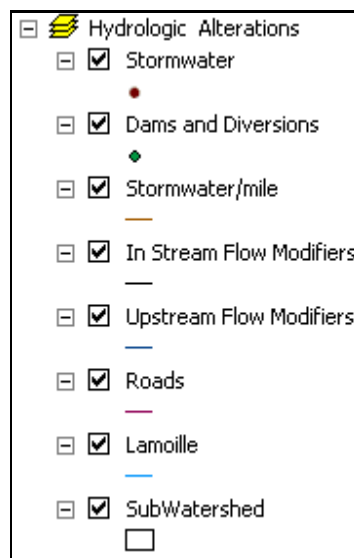 Hydrologic Alterations
Stormwater
Dams and Diversions
Stormwater/mile
In Stream Flow Modifiers
Upstream Flow Modifiers
Roads
Lamoille
SubWatershed